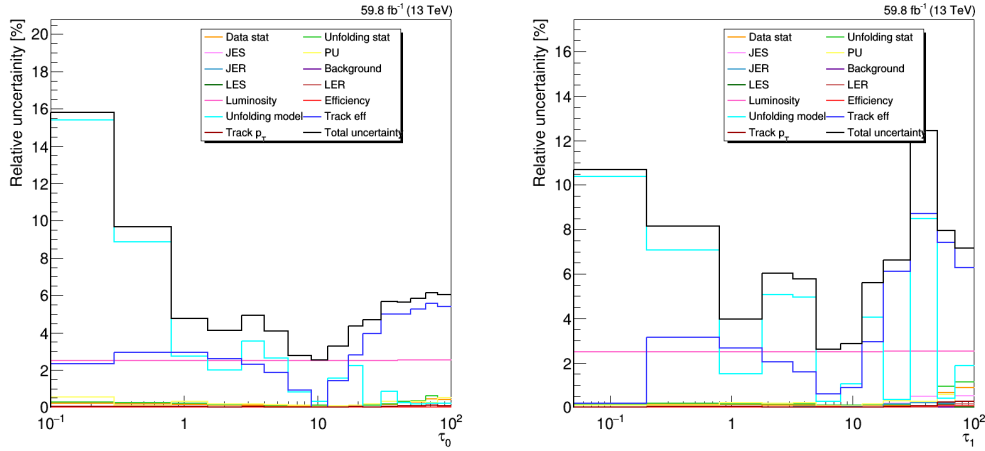 59.8 fb⁻¹ (13 TeV)
Relative uncertainity [%]
20
18
16
14
12
10
8
6
4
2
0
Data stat
Unfolding stat
JES
PU
JER
Background
LES
LER
Luminosity
Efficiency
Unfolding model
Track eff
Track p_T
Total uncertainty
10⁻¹
1
10
10²
τ₀
59.8 fb⁻¹ (13 TeV)
Relative uncertainity [%]
16
14
12
10
8
6
4
2
0
Data stat
Unfolding stat
JES
PU
JER
Background
LES
LER
Luminosity
Efficiency
Unfolding model
Track eff
Track p_T
Total uncertainty
10⁻¹
1
10
10²
τ₁